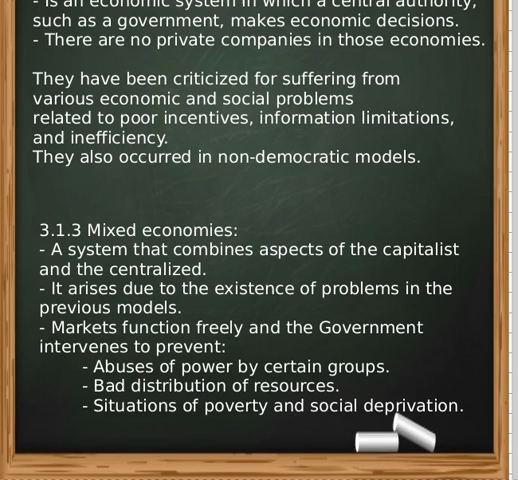 - Is an economic system in which a central authority,
such as a government, makes economic decisions.
- There are no private companies in those economies.
They have been criticized for suffering from
various economic and social problems
related to poor incentives, information limitations,
and inefficiency.
They also occurred in non-democratic models.
3.1.3 Mixed economies:
- A system that combines aspects of the capitalist
and the centralized.
- It arises due to the existence of problems in the
previous models.
- Markets function freely and the Government
intervenes to prevent:
- Abuses of power by certain groups.
- Bad distribution of resources.
- Situations of poverty and social deprivation.